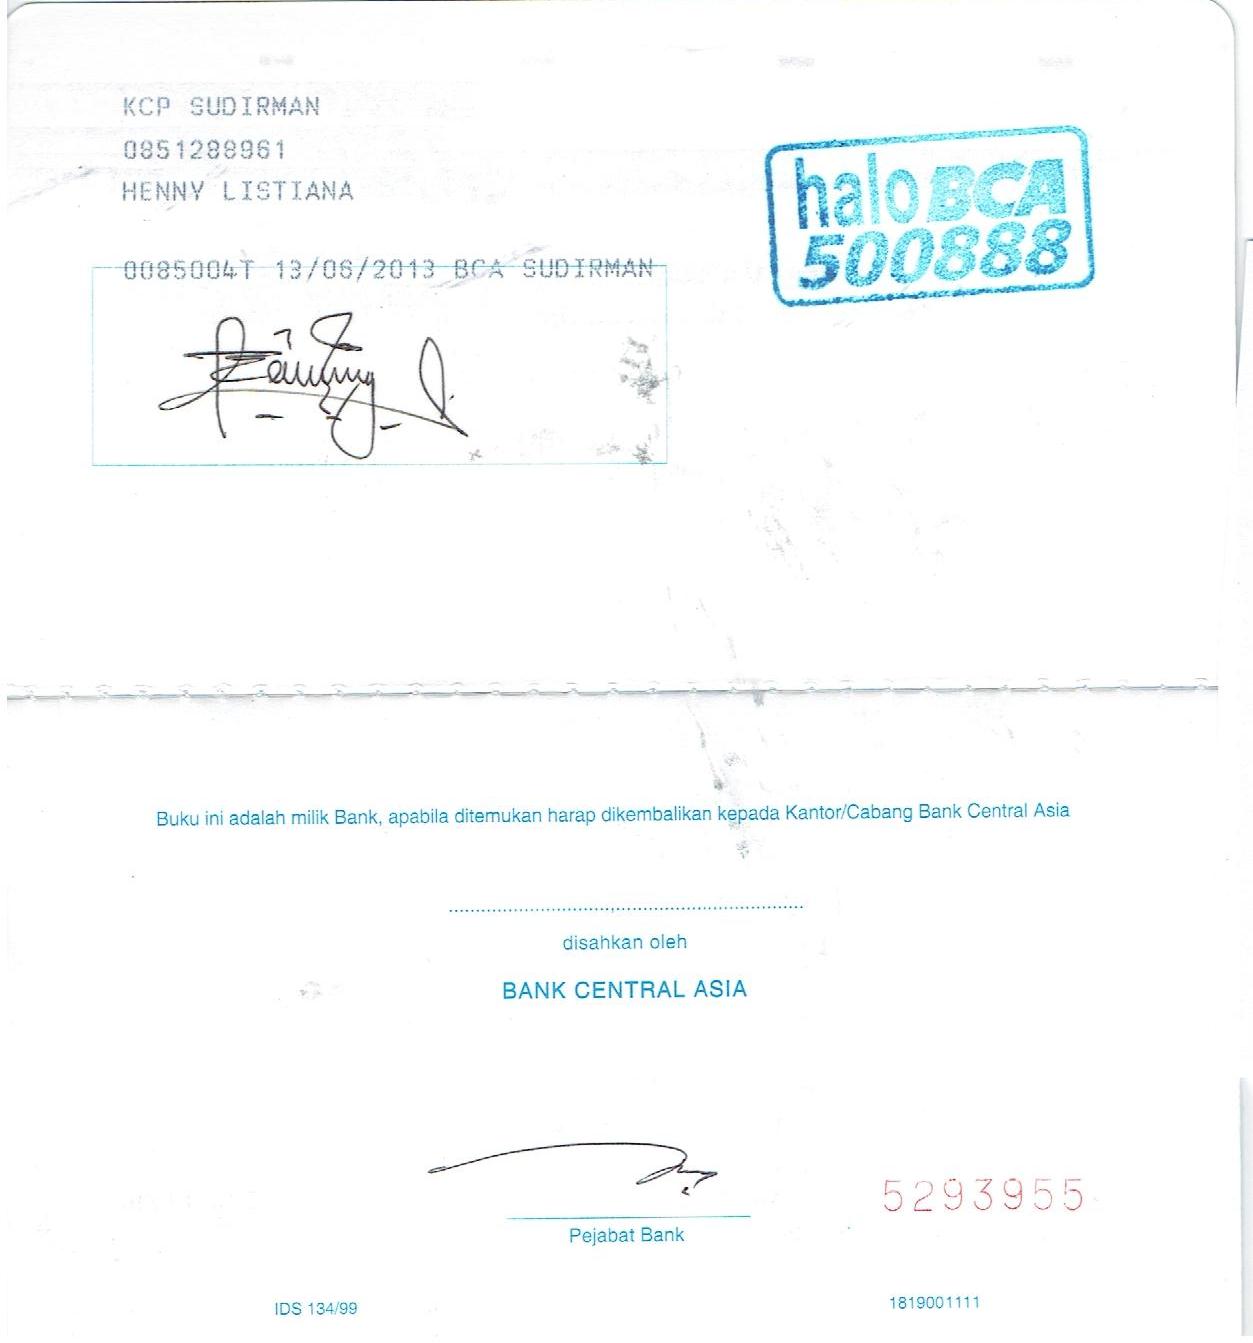 KCP SUDIRMAN
0851288961
HENNY LISTIANA
halo BCA
500888
0085004T 13/06/2013 BCA SUDIRMAN
Buku ini adalah milik Bank, apabila ditemukan harap dikembalikan kepada Kantor/Cabang Bank Central Asia
disahkan oleh
BANK CENTRAL ASIA
5293955
Pejabat Bank
IDS 134/99
1819001111